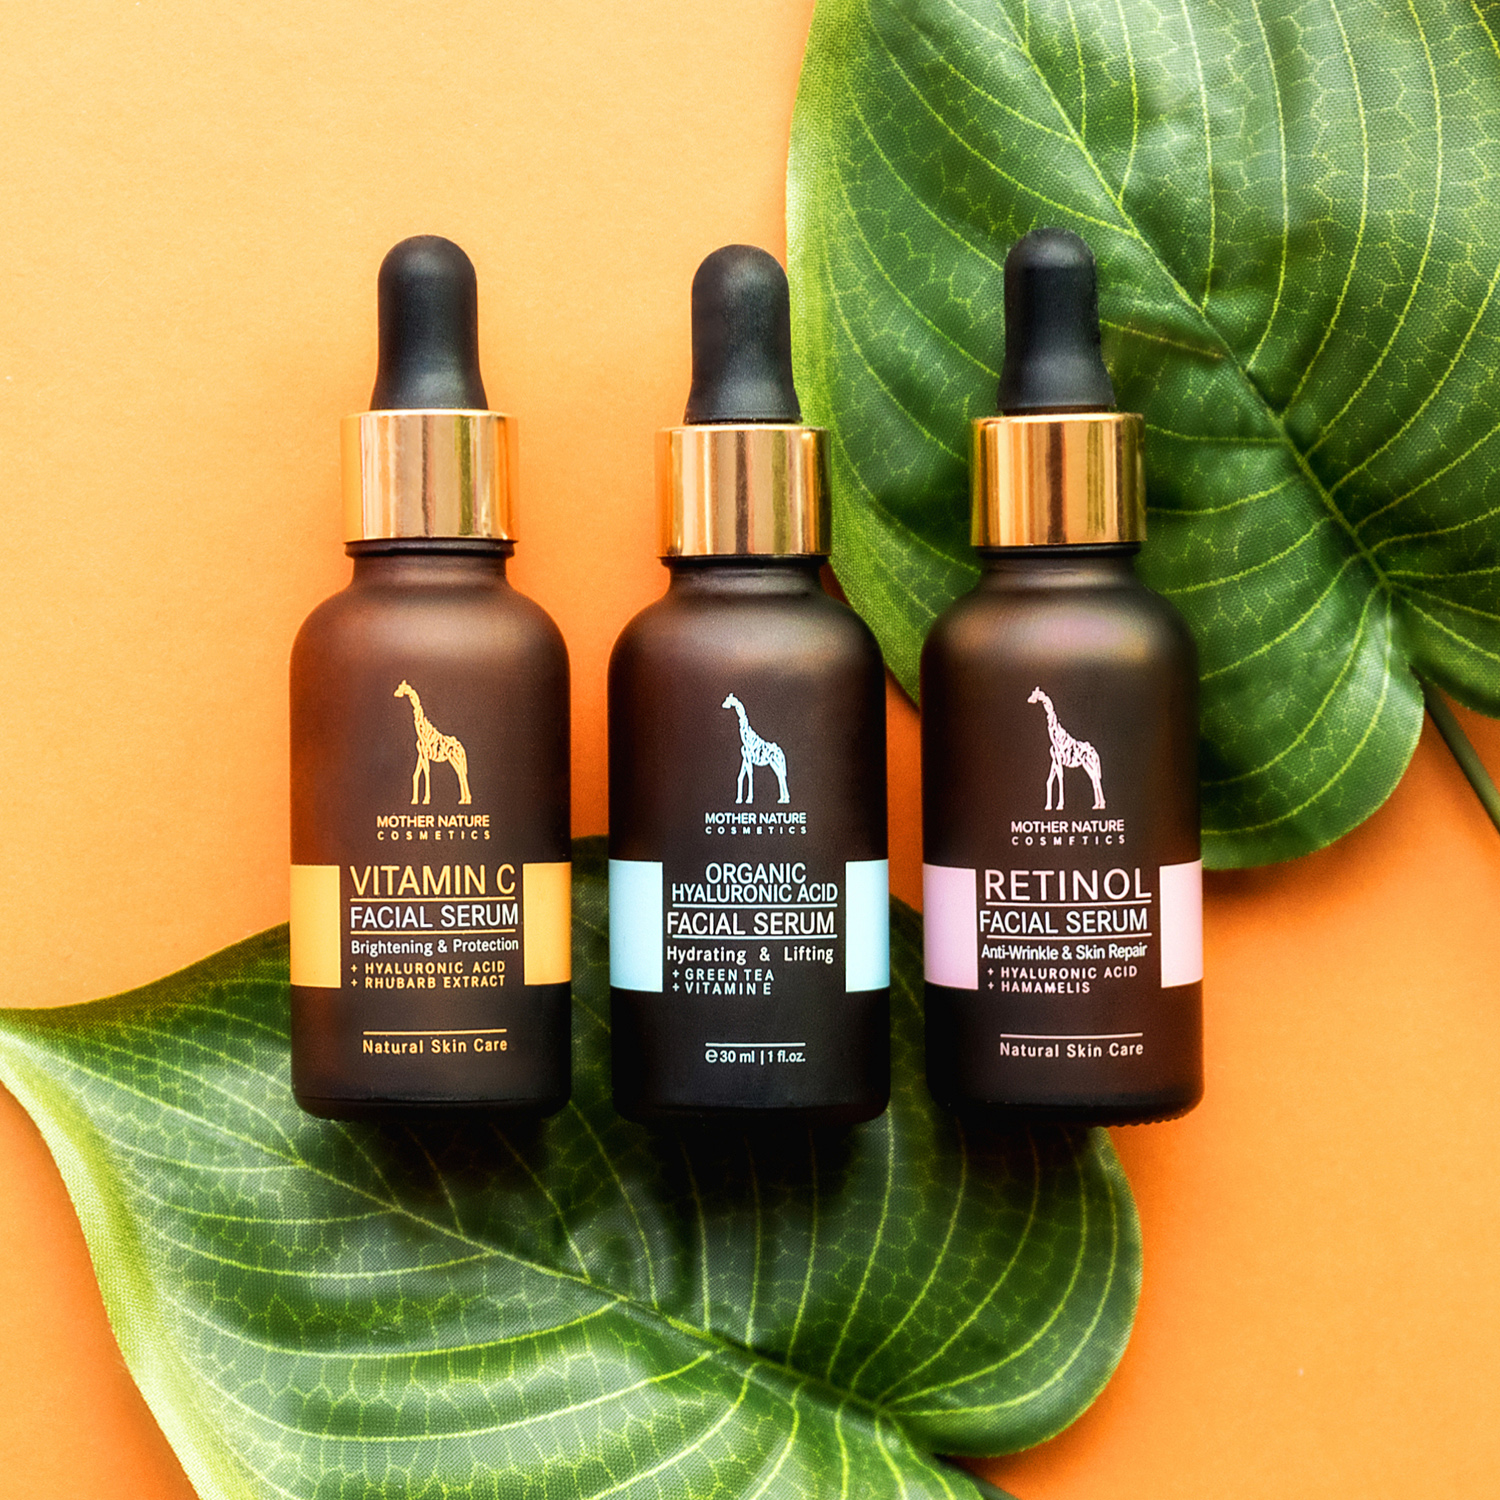 MOTHER NATURE
COSMETICS
VITAMIN C
FACIAL SERUM
Brightening & Protection
+ HYALURONIC ACID
+ RHUBARB EXTRACT
Natural Skin Care
MOTHER NATURE
COSMETICS
ORGANIC
HYALURONIC ACID
FACIAL SERUM
Hydrating & Lifting
+ GREEN TEA
+ VITAMIN E
℮ 30 ml | 1 fl.oz.
MOTHER NATURE
COSMETICS
RETINOL
FACIAL SERUM
Anti-Wrinkle & Skin Repair
+ HYALURONIC ACID
+ HAMAMELIS
Natural Skin Care